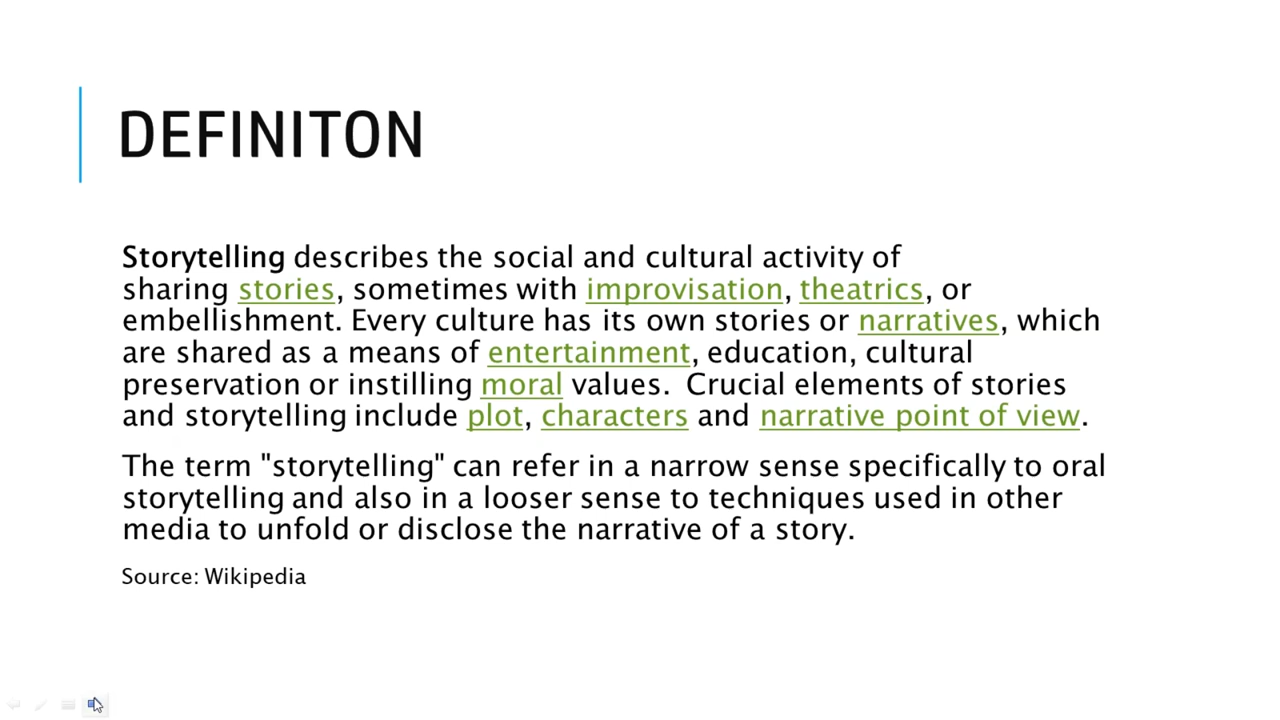 DEFINITON
Storytelling describes the social and cultural activity of
sharing stories, sometimes with improvisation, theatrics, or
embellishment. Every culture has its own stories or narratives, which
are shared as a means of entertainment, education, cultural
preservation or instilling moral values.  Crucial elements of stories
and storytelling include plot, characters and narrative point of view.
The term "storytelling" can refer in a narrow sense specifically to oral
storytelling and also in a looser sense to techniques used in other
media to unfold or disclose the narrative of a story.
Source: Wikipedia